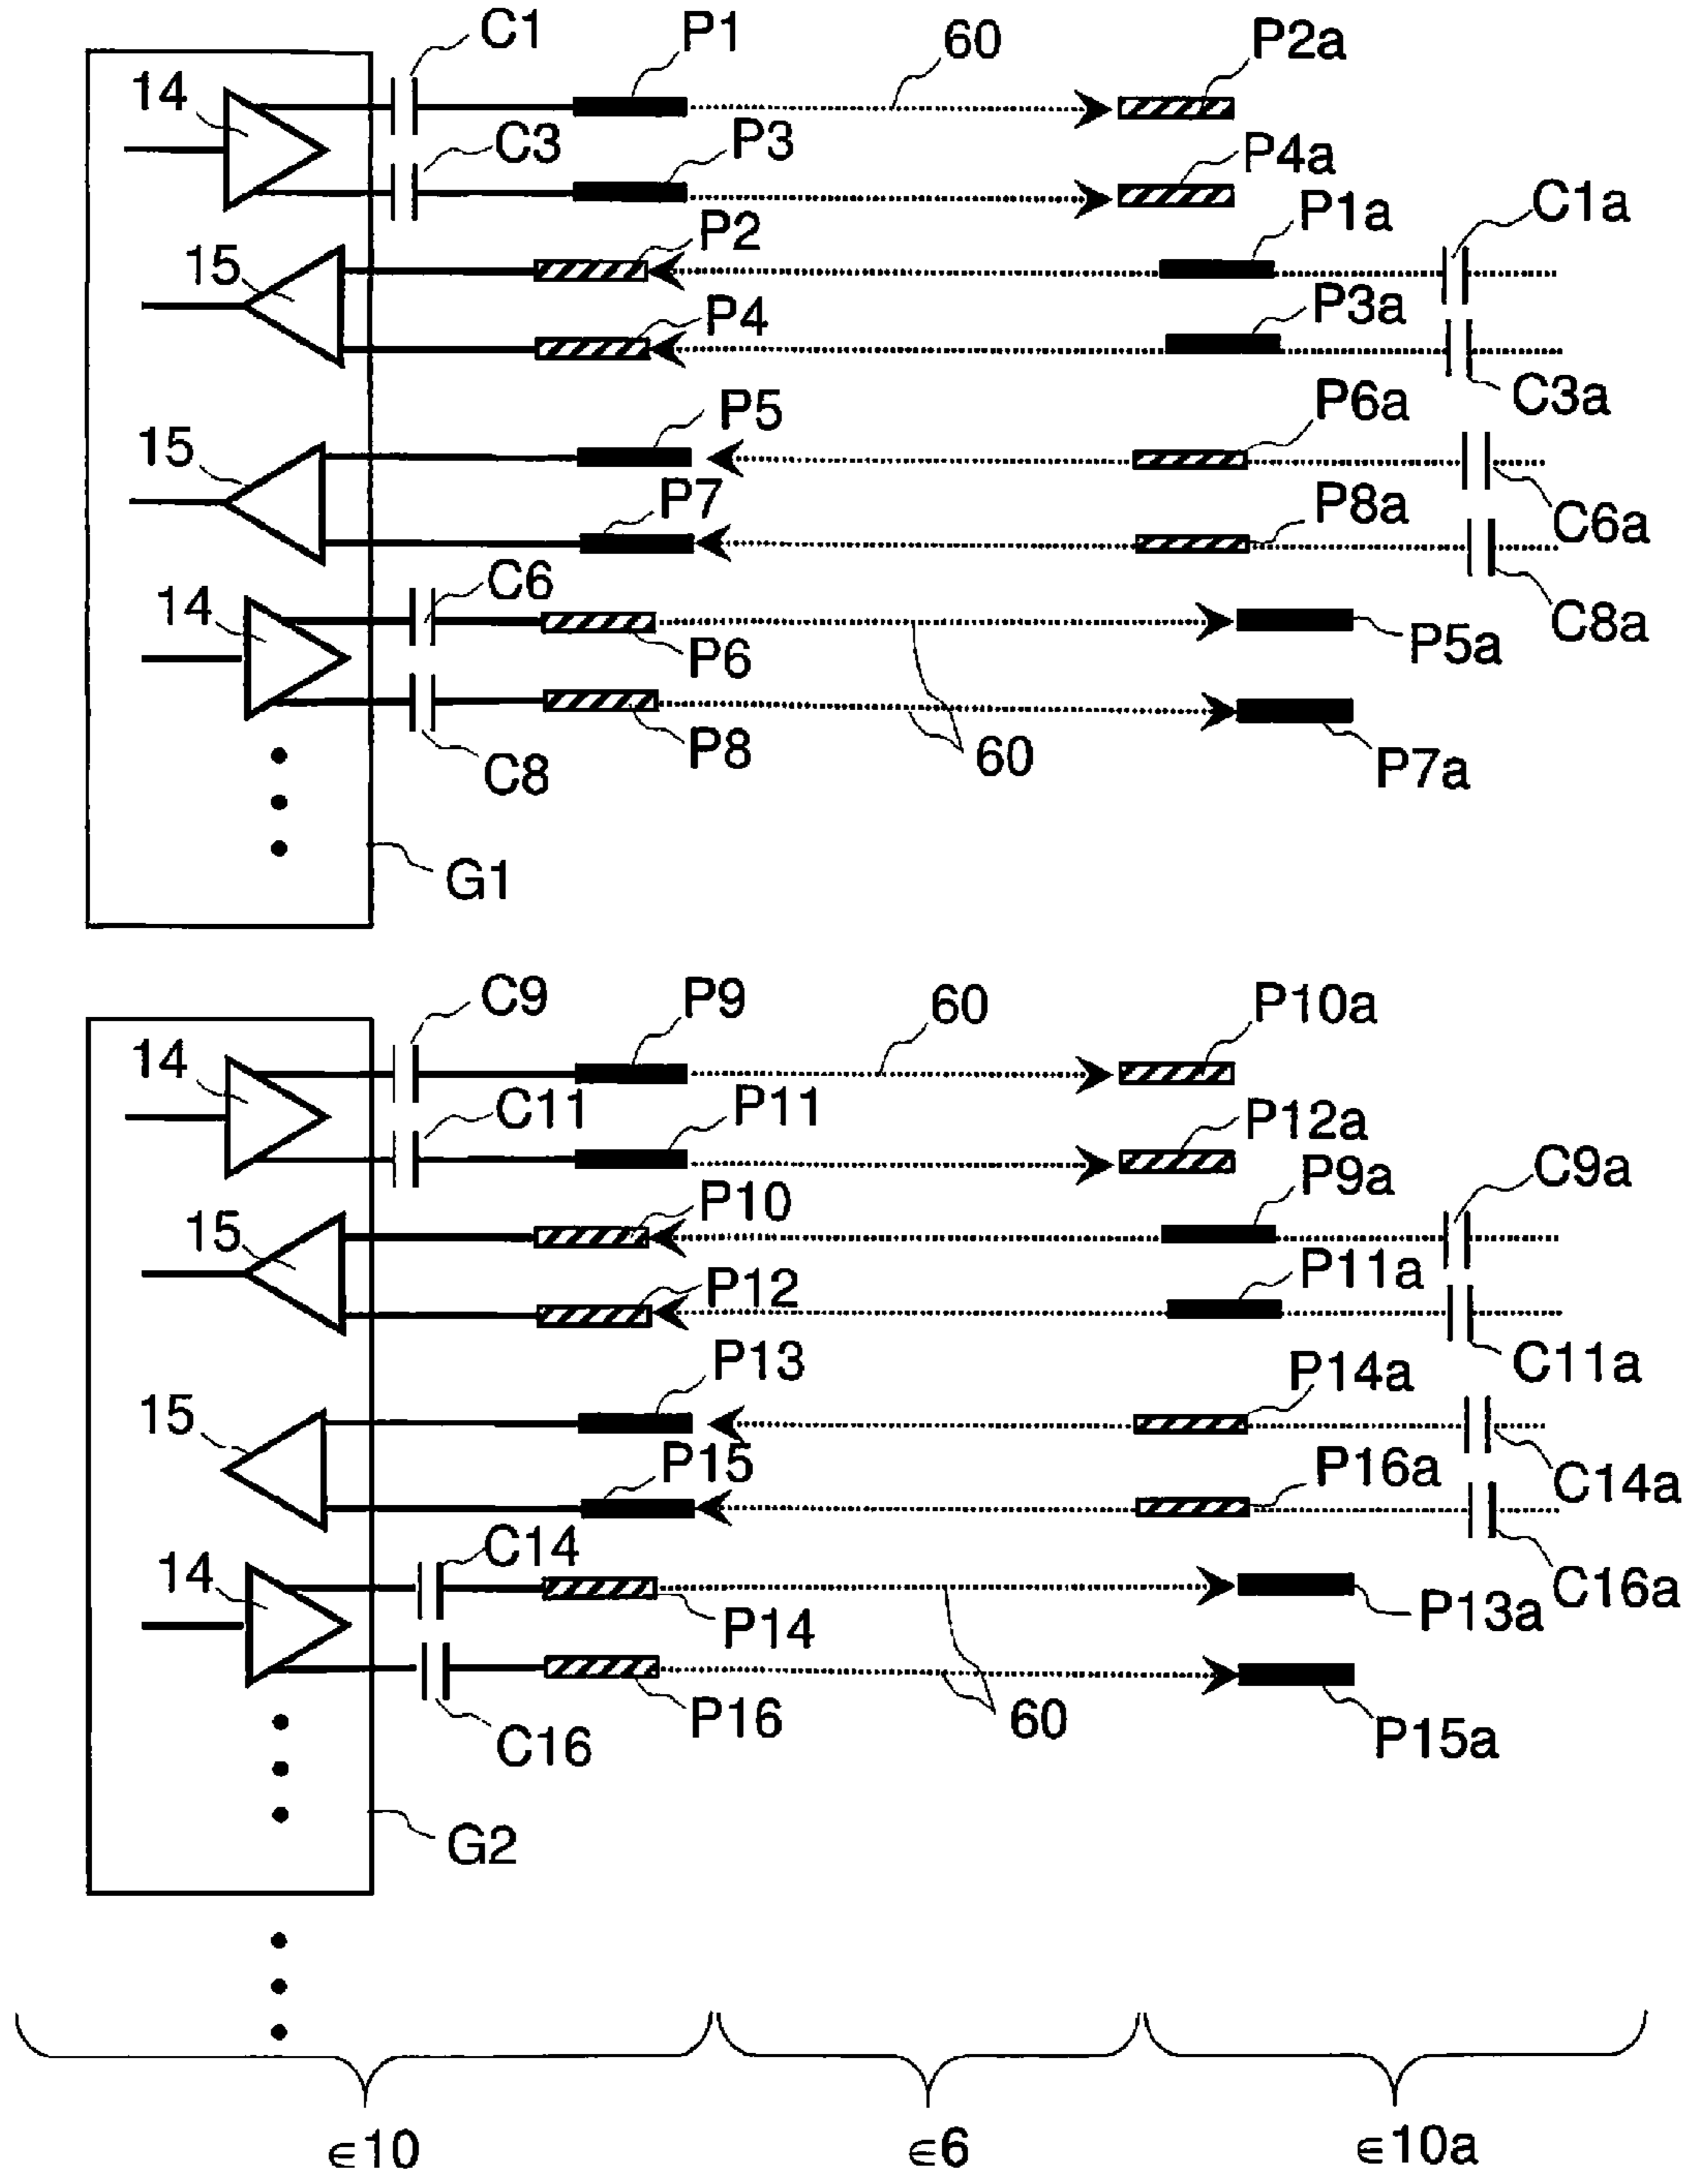 C1 P1 60 P2a
14
C3 P3 P4a
P1a C1a
15 P2
P4 P3a
C3a
15 P5 P6a
P7 P8a C6a
14 C6 C8a
P6 P5a
C8 P8 60 P7a
G1
C9 P9 60 P10a
14
C11 P11 P12a
P9a C9a
15 P10
P12 P11a
P13 C11a
15 P14a
P15 P16a C14a
14 C14 C16a
P14 P13a
C16 P16 60 P15a
G2
∈10 ∈6 ∈10a